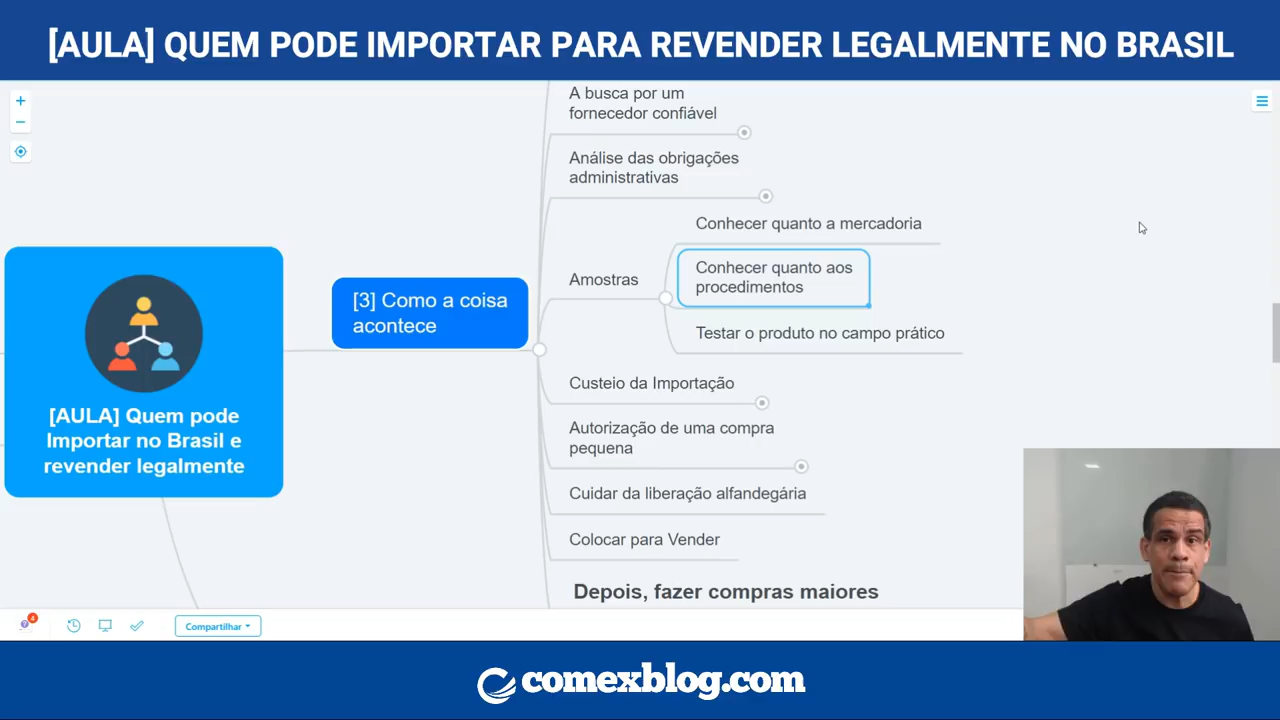 [AULA] QUEM PODE IMPORTAR PARA REVENDER LEGALMENTE NO BRASIL
A busca por um
fornecedor confiável
Análise das obrigações
administrativas
Amostras
Conhecer quanto a mercadoria
Conhecer quanto aos
procedimentos
Testar o produto no campo prático
[3] Como a coisa
acontece
[AULA] Quem pode
Importar no Brasil e
revender legalmente
Custeio da Importação
Autorização de uma compra
pequena
Cuidar da liberação alfandegária
Colocar para Vender
Depois, fazer compras maiores
4
Compartilhar
comexblog.com